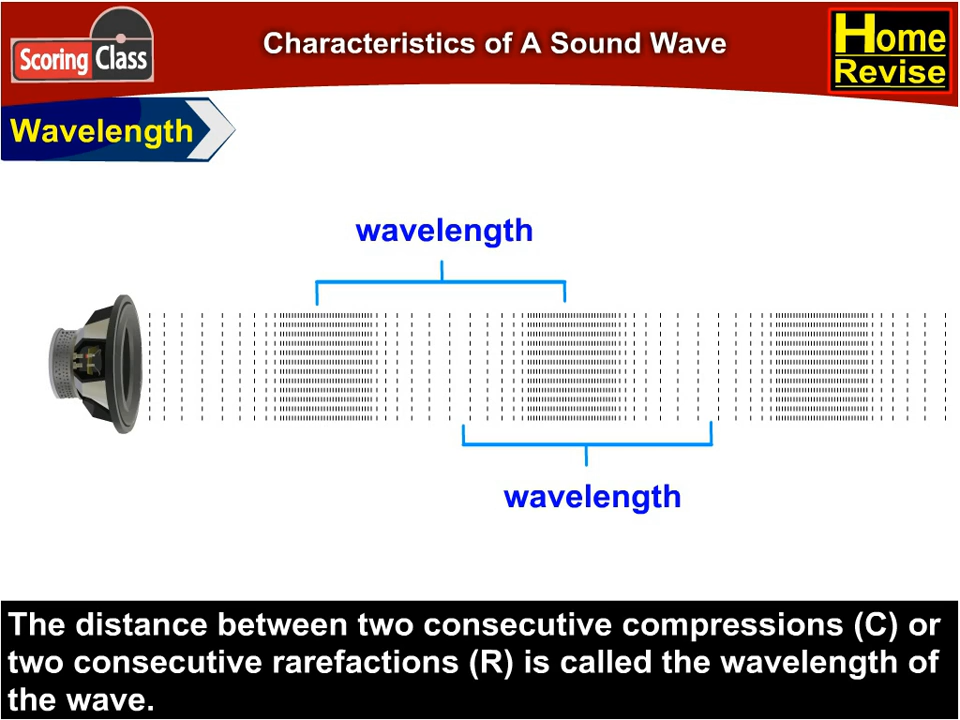 Scoring Class
Characteristics of A Sound Wave
Home
Revise
Wavelength
wavelength
wavelength
The distance between two consecutive compressions (C) or
two consecutive rarefactions (R) is called the wavelength of
the wave.